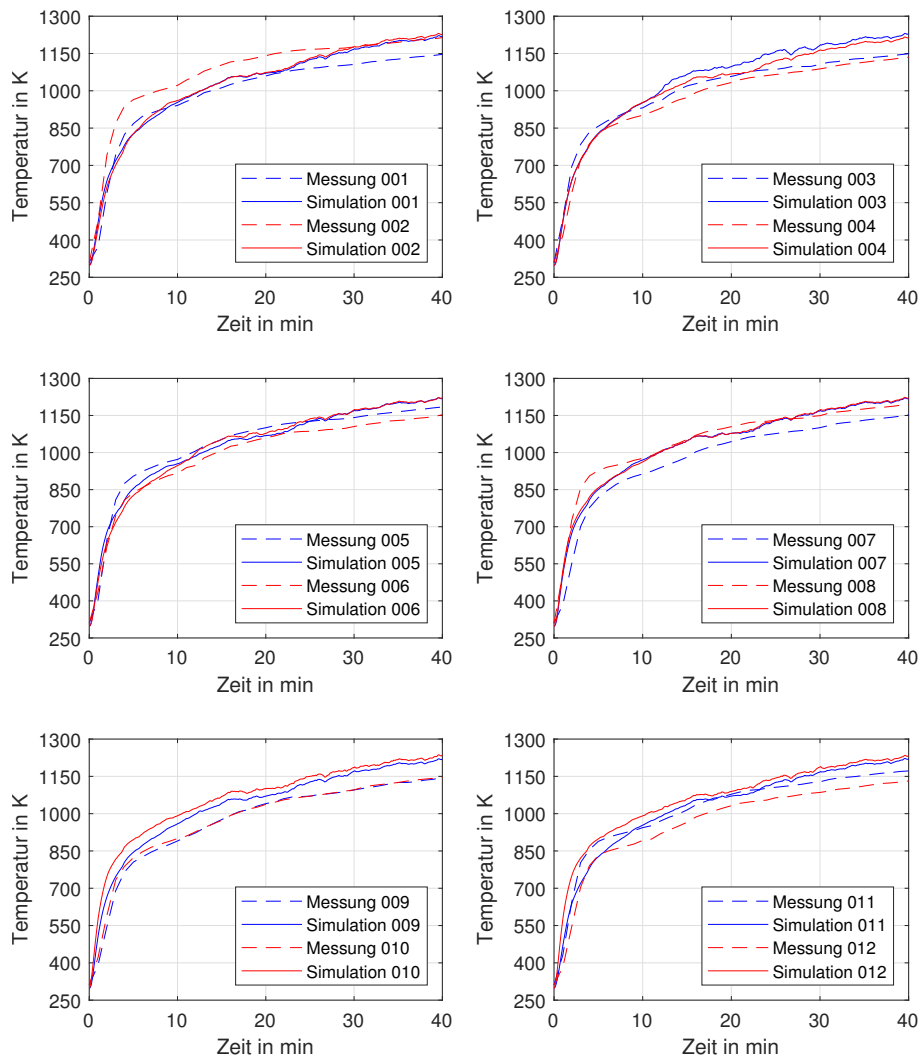 1300
1150
1000
850
700
550
400
250
Temperatur in K
0
10
20
30
40
Zeit in min
Messung 001
Simulation 001
Messung 002
Simulation 002
1300
1150
1000
850
700
550
400
250
Temperatur in K
0
10
20
30
40
Zeit in min
Messung 003
Simulation 003
Messung 004
Simulation 004
1300
1150
1000
850
700
550
400
250
Temperatur in K
0
10
20
30
40
Zeit in min
Messung 005
Simulation 005
Messung 006
Simulation 006
1300
1150
1000
850
700
550
400
250
Temperatur in K
0
10
20
30
40
Zeit in min
Messung 007
Simulation 007
Messung 008
Simulation 008
1300
1150
1000
850
700
550
400
250
Temperatur in K
0
10
20
30
40
Zeit in min
Messung 009
Simulation 009
Messung 010
Simulation 010
1300
1150
1000
850
700
550
400
250
Temperatur in K
0
10
20
30
40
Zeit in min
Messung 011
Simulation 011
Messung 012
Simulation 012